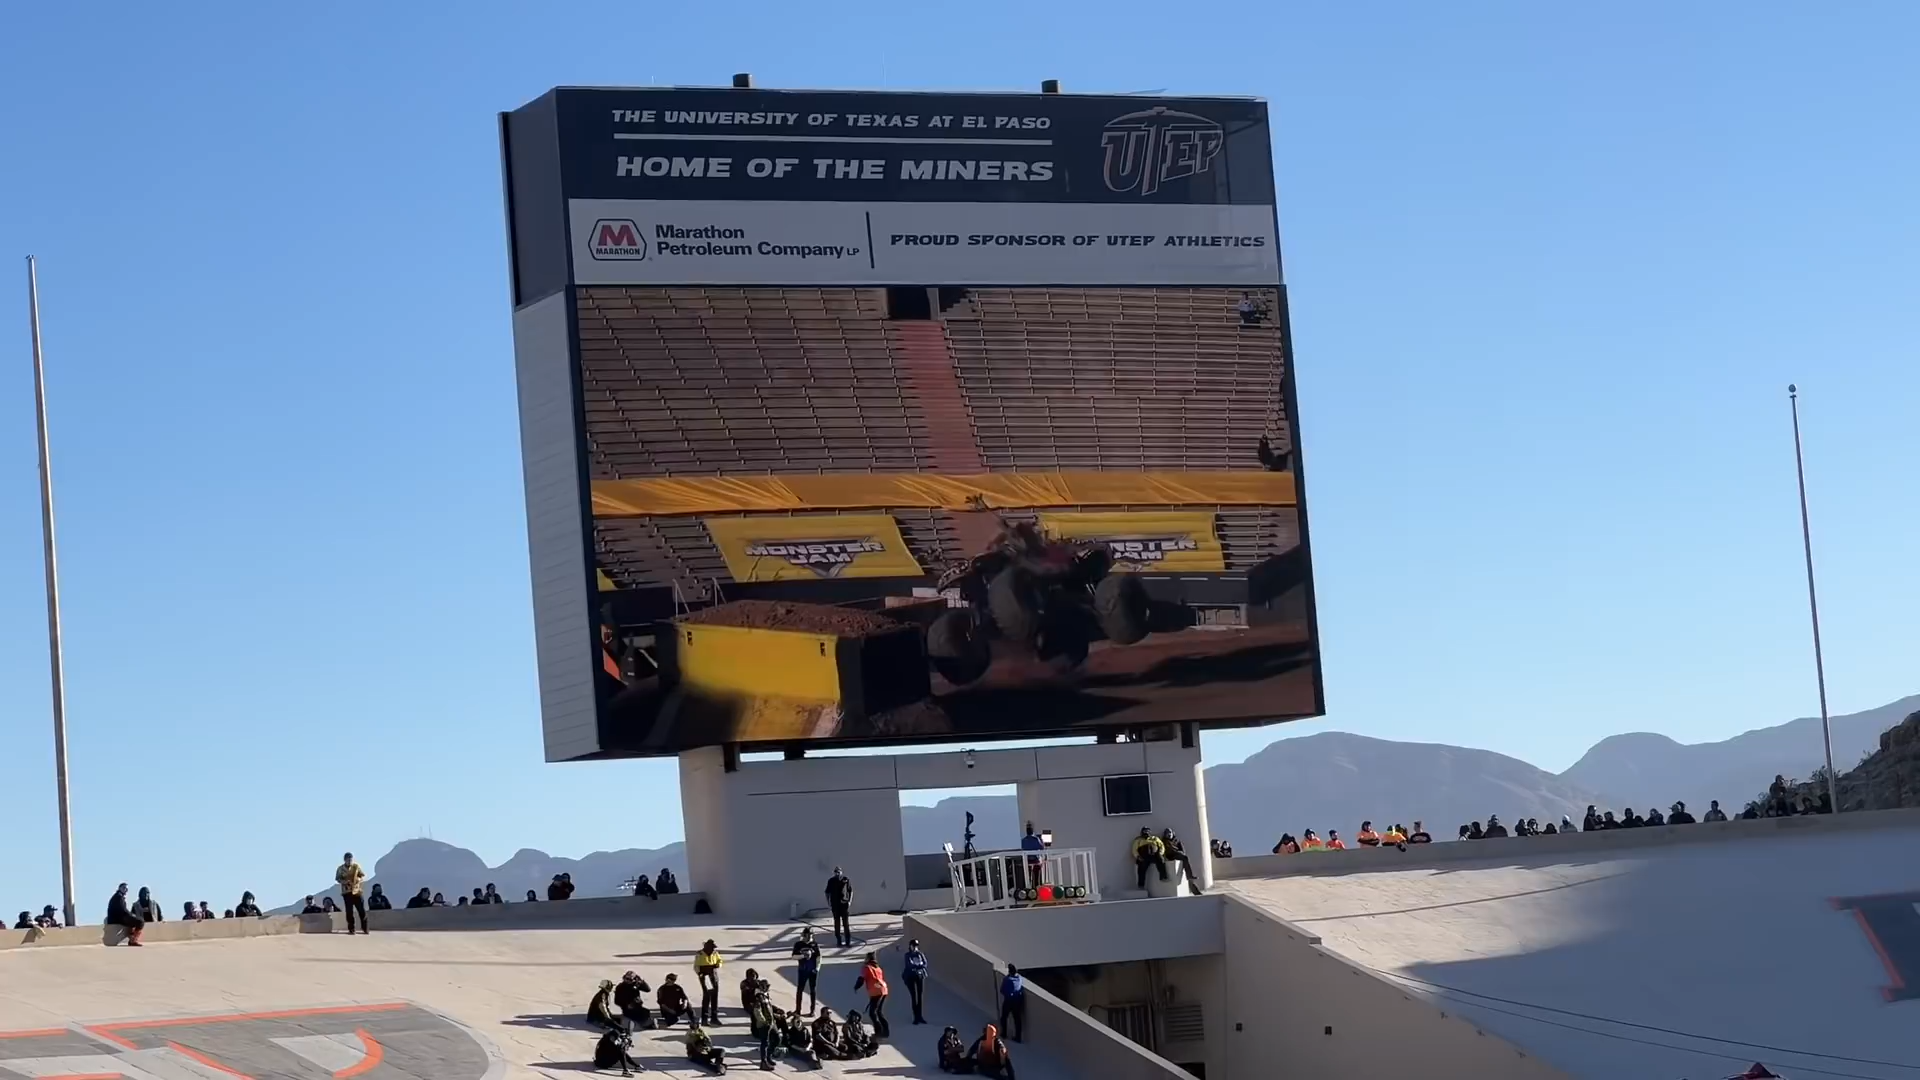 THE UNIVERSITY OF TEXAS AT EL PASO
HOME OF THE MINERS
UTEP
M
MARATHON
Marathon
Petroleum Company LP
PROUD SPONSOR OF UTEP ATHLETICS
MONSTER
JAM
NSTER
JAM